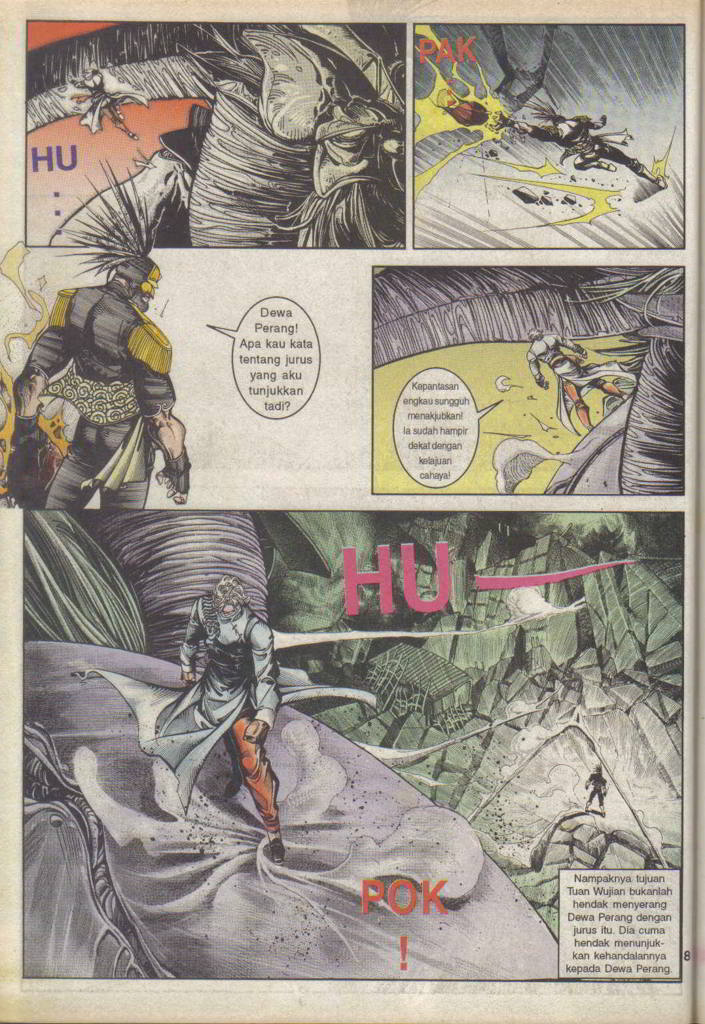 HU
...
PAK
Dewa
Perang!
Apa kau kata
tentang jurus
yang aku
tunjukkan
tadi?
Kepantasan
engkau sungguh
menakjubkan!
Ia sudah hampir
dekat dengan
kelajuan
cahaya!
HU
POK
!
Nampaknya tujuan
Tuan Wujian bukanlah
hendak menyerang
Dewa Perang dengan
jurus itu. Dia cuma
hendak menunjuk-
kan kehandalannya
kepada Dewa Perang.
8